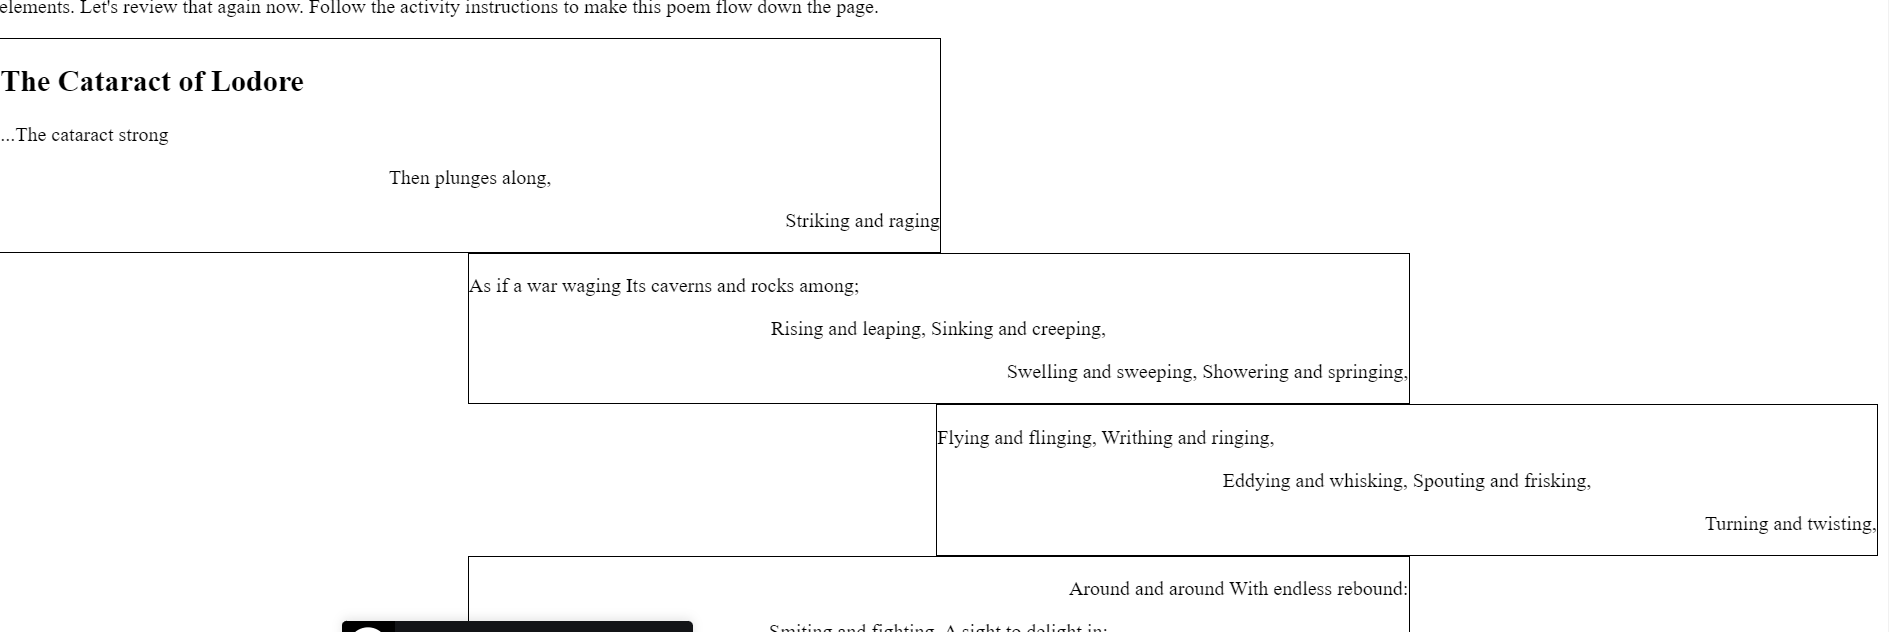 elements. Let's review that again now. Follow the activity instructions to make this poem flow down the page.
The Cataract of Lodore
...The cataract strong
Then plunges along,
Striking and raging
As if a war waging Its caverns and rocks among;
Rising and leaping, Sinking and creeping,
Swelling and sweeping, Showering and springing,
Flying and flinging, Writhing and ringing,
Eddying and whisking, Spouting and frisking,
Turning and twisting,
Around and around With endless rebound:
Smiting and fighting, A sight to delight in;